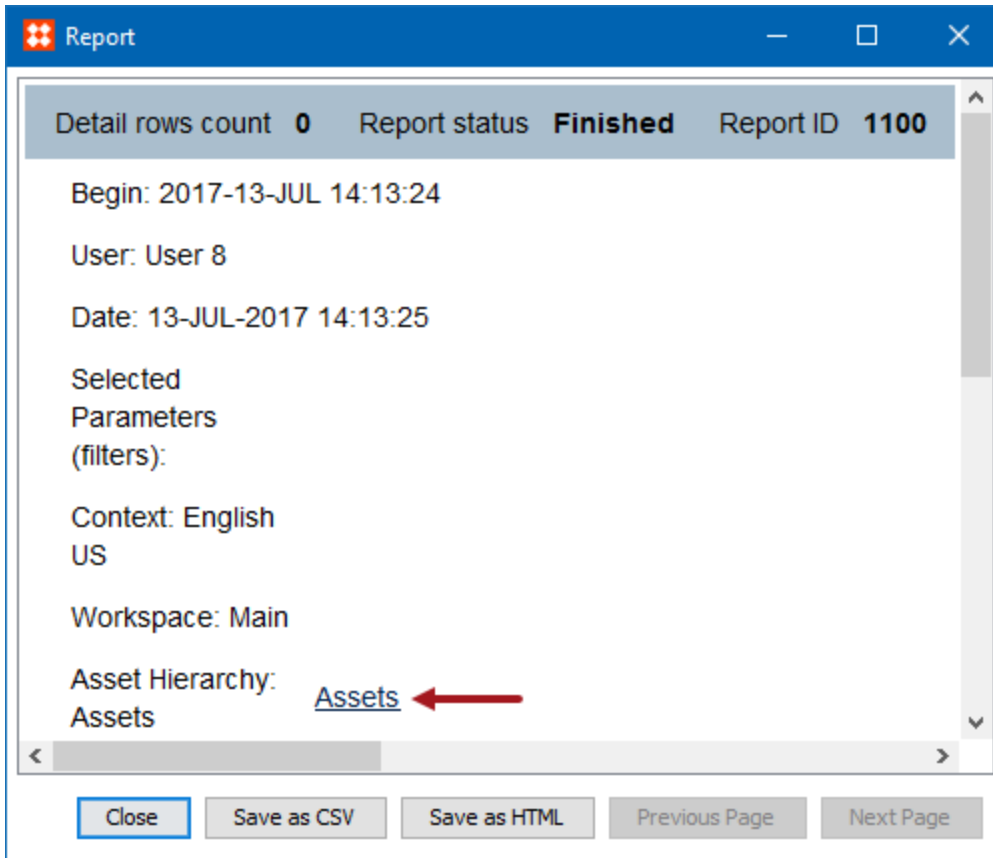 Report
Detail rows count 0 Report status Finished Report ID 1100
Begin: 2017-13-JUL 14:13:24
User: User 8
Date: 13-JUL-2017 14:13:25
Selected
Parameters
(filters):
Context: English
US
Workspace: Main
Asset Hierarchy:
Assets
Assets
Close Save as CSV Save as HTML Previous Page Next Page